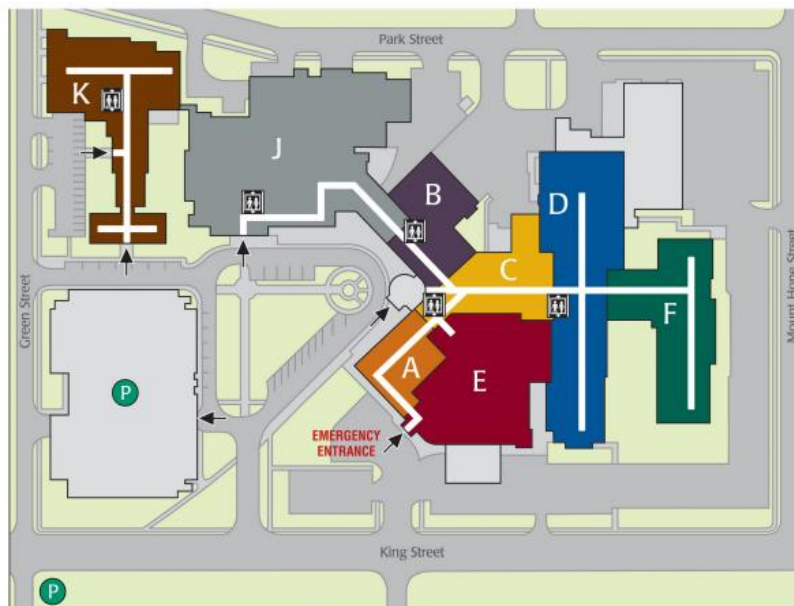 Park Street
K
J
B
D
C
F
A
E
Green Street
Mount Hope Street
P
EMERGENCY
ENTRANCE
King Street
P